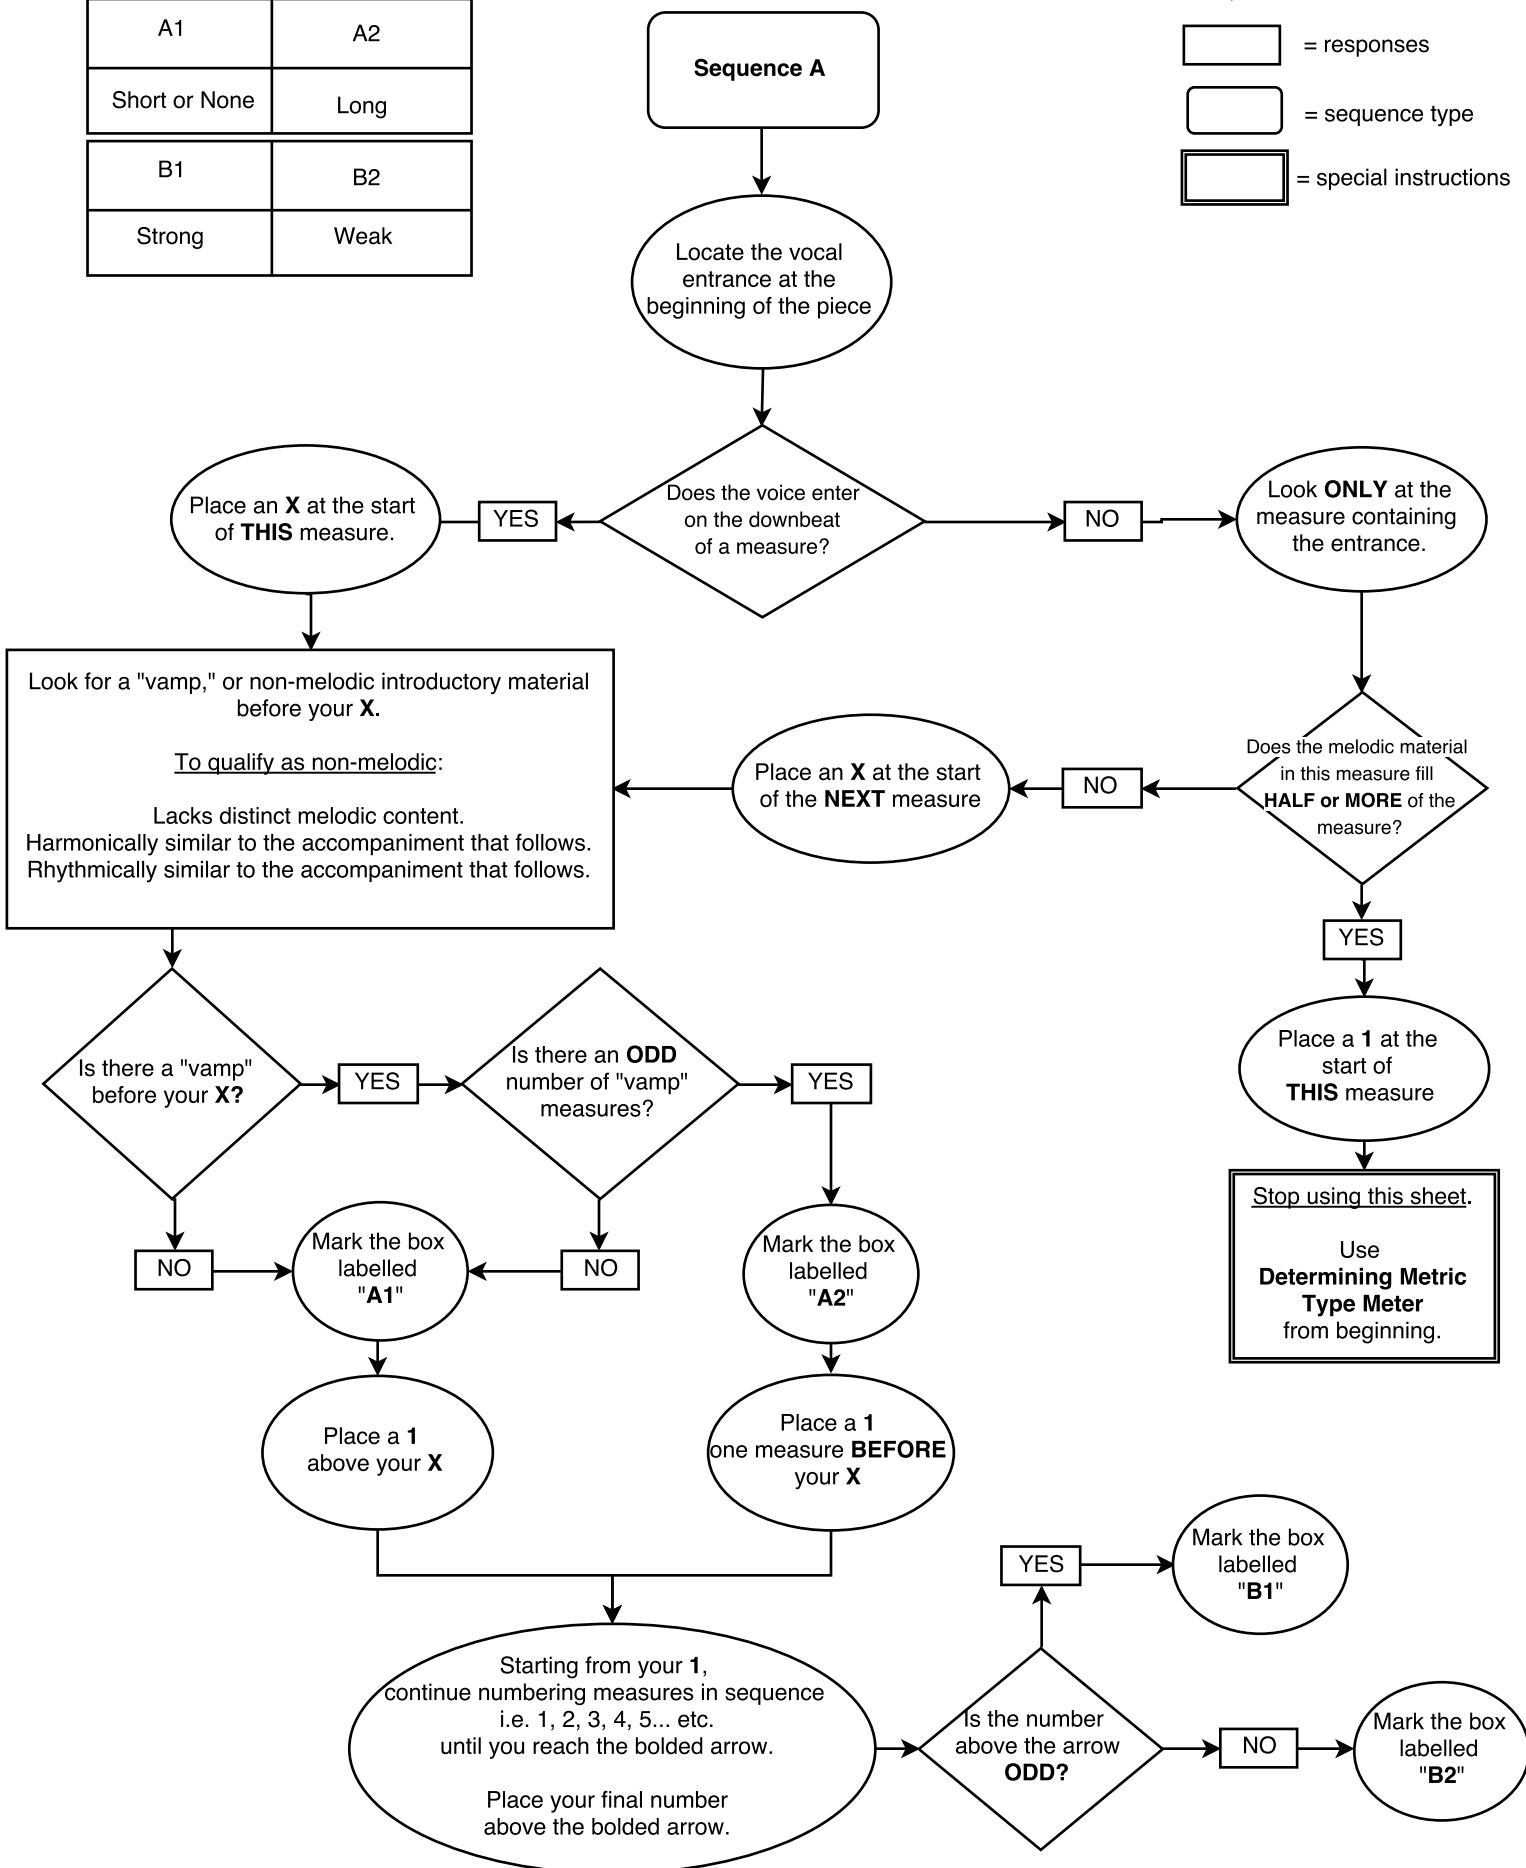 A1
A2
Short or None
Long
B1
B2
Strong
Weak
Sequence A
= responses
= sequence type
= special instructions
Locate the vocal
entrance at the
beginning of the piece
Does the voice enter
on the downbeat
of a measure?
YES
Place an X at the start
of THIS measure.
NO
Look ONLY at the
measure containing
the entrance.
Look for a "vamp," or non-melodic introductory material
before your X.
To qualify as non-melodic:
Lacks distinct melodic content.
Harmonically similar to the accompaniment that follows.
Rhythmically similar to the accompaniment that follows.
Place an X at the start
of the NEXT measure
NO
Does the melodic material
in this measure fill
HALF or MORE of the
measure?
YES
Place a 1 at the
start of
THIS measure
Stop using this sheet.
Use
Determining Metric
Type Meter
from beginning.
Is there a "vamp"
before your X?
YES
Is there an ODD
number of "vamp"
measures?
YES
NO
Mark the box
labelled
"A1"
NO
Mark the box
labelled
"A2"
Place a 1
above your X
Place a 1
one measure BEFORE
your X
Starting from your 1,
continue numbering measures in sequence
i.e. 1, 2, 3, 4, 5... etc.
until you reach the bolded arrow.
Place your final number
above the bolded arrow.
Is the number
above the arrow
ODD?
YES
Mark the box
labelled
"B1"
NO
Mark the box
labelled
"B2"